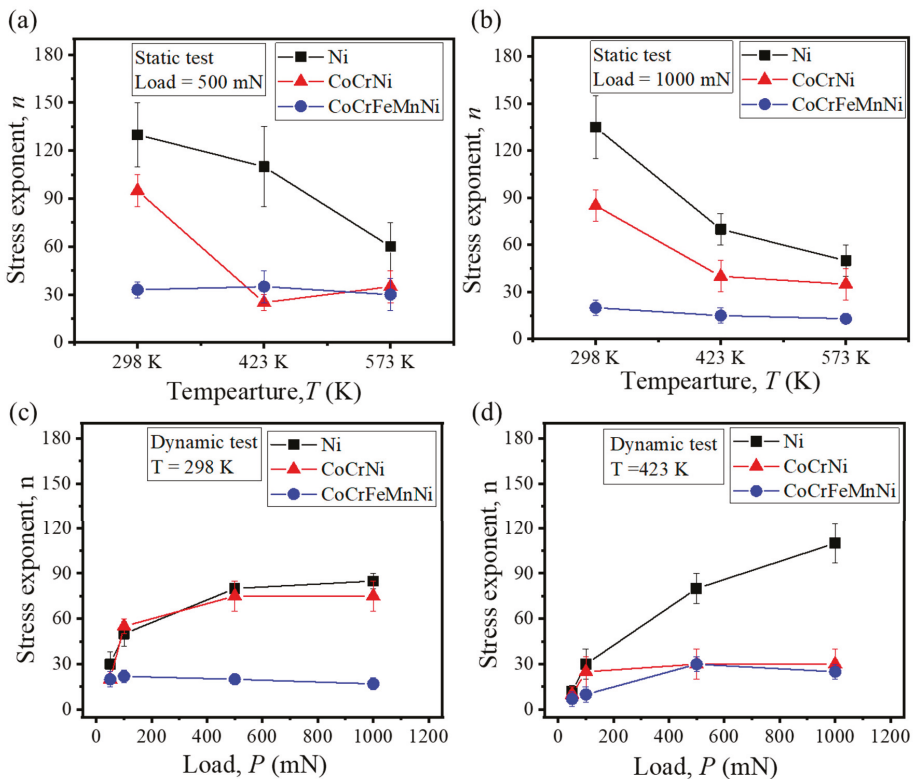 (a)
Static test
Load = 500 mN
Ni
CoCrNi
CoCrFeMnNi
180
150
120
90
60
30
0
Stress exponent, n
298 K
423 K
573 K
Tempearture,T (K)
(b)
Static test
Load = 1000 mN
Ni
CoCrNi
CoCrFeMnNi
180
150
120
90
60
30
0
Stress exponent, n
298 K
423 K
573 K
Temperature, T (K)
(c)
Dynamic test
T = 298 K
Ni
CoCrNi
CoCrFeMnNi
180
150
120
90
60
30
0
Stress exponent, n
0
200
400
600
800
1000
1200
Load, P (mN)
(d)
Dynamic test
T =423 K
Ni
CoCrNi
CoCrFeMnNi
180
150
120
90
60
30
0
Stress exponent, n
0
200
400
600
800
1000
1200
Load, P (mN)